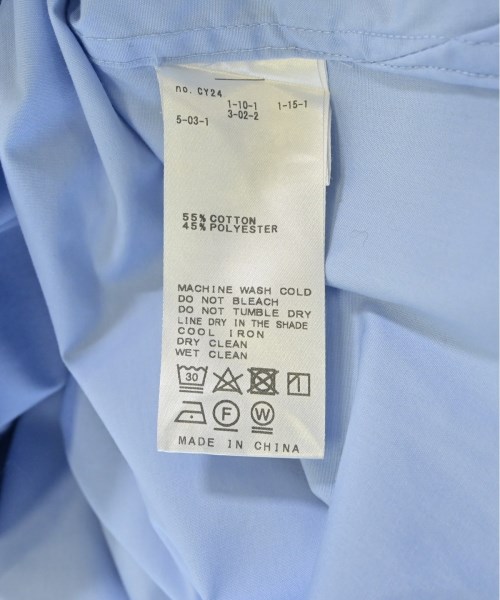 no. CY24
1-10-1 1-15-1
5-03-1 3-02-2
55% COTTON
45% POLYESTER
MACHINE WASH COLD
DO NOT BLEACH
DO NOT TUMBLE DRY
LINE DRY IN THE SHADE
COOL IRON
DRY CLEAN
WET CLEAN
30
F W
MADE IN CHINA